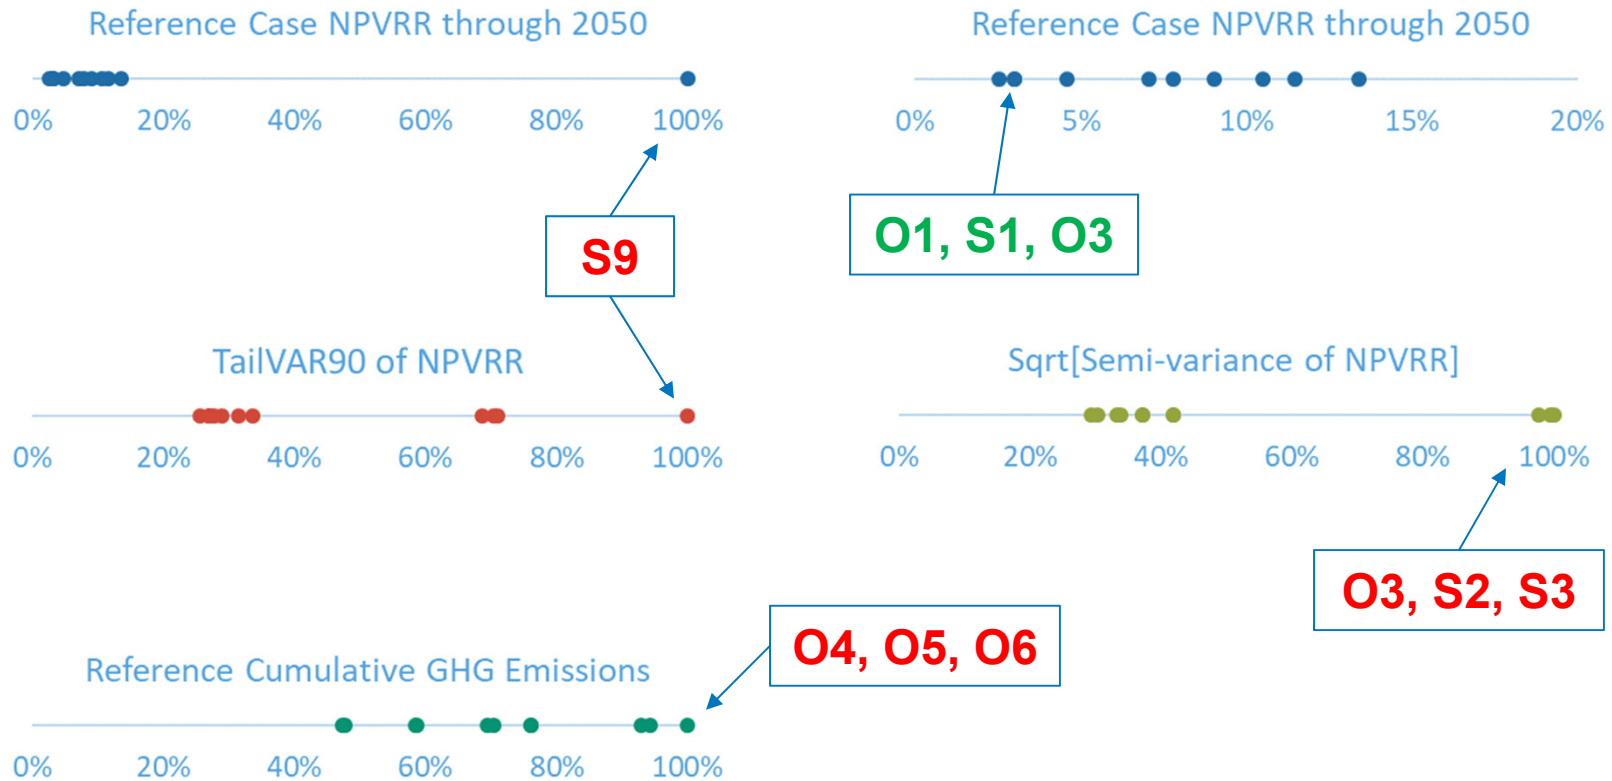 Reference Case NPVRR through 2050
0% 20% 40% 60% 80% 100%
Reference Case NPVRR through 2050
0% 5% 10% 15% 20%
S9
O1, S1, O3
TailVAR90 of NPVRR
0% 20% 40% 60% 80% 100%
Sqrt[Semi-variance of NPVRR]
0% 20% 40% 60% 80% 100%
O3, S2, S3
O4, O5, O6
Reference Cumulative GHG Emissions
0% 20% 40% 60% 80% 100%